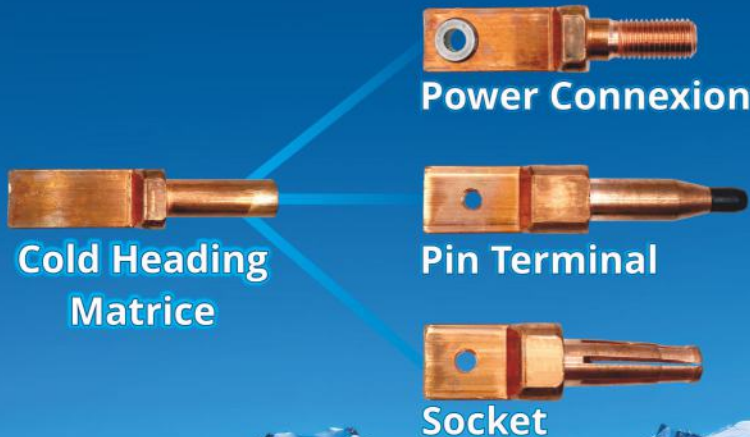 Power Connexion
Cold Heading
Matrice
Pin Terminal
Socket